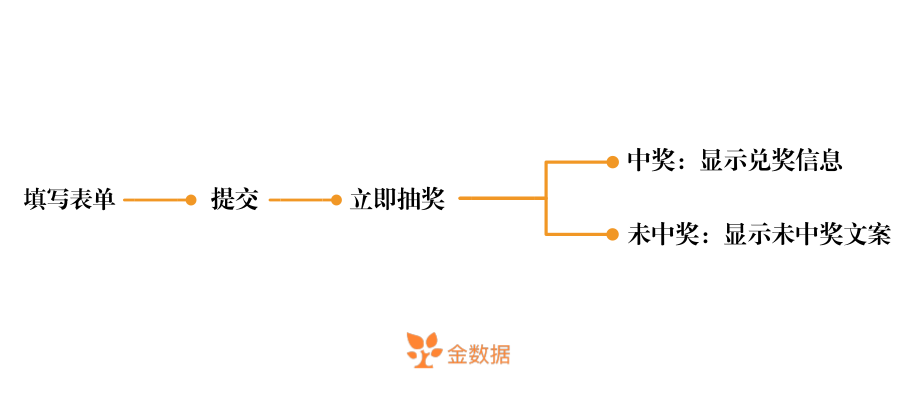 填写表单
提交
立即抽奖
中奖：显示兑奖信息
未中奖：显示未中奖文案
金数据